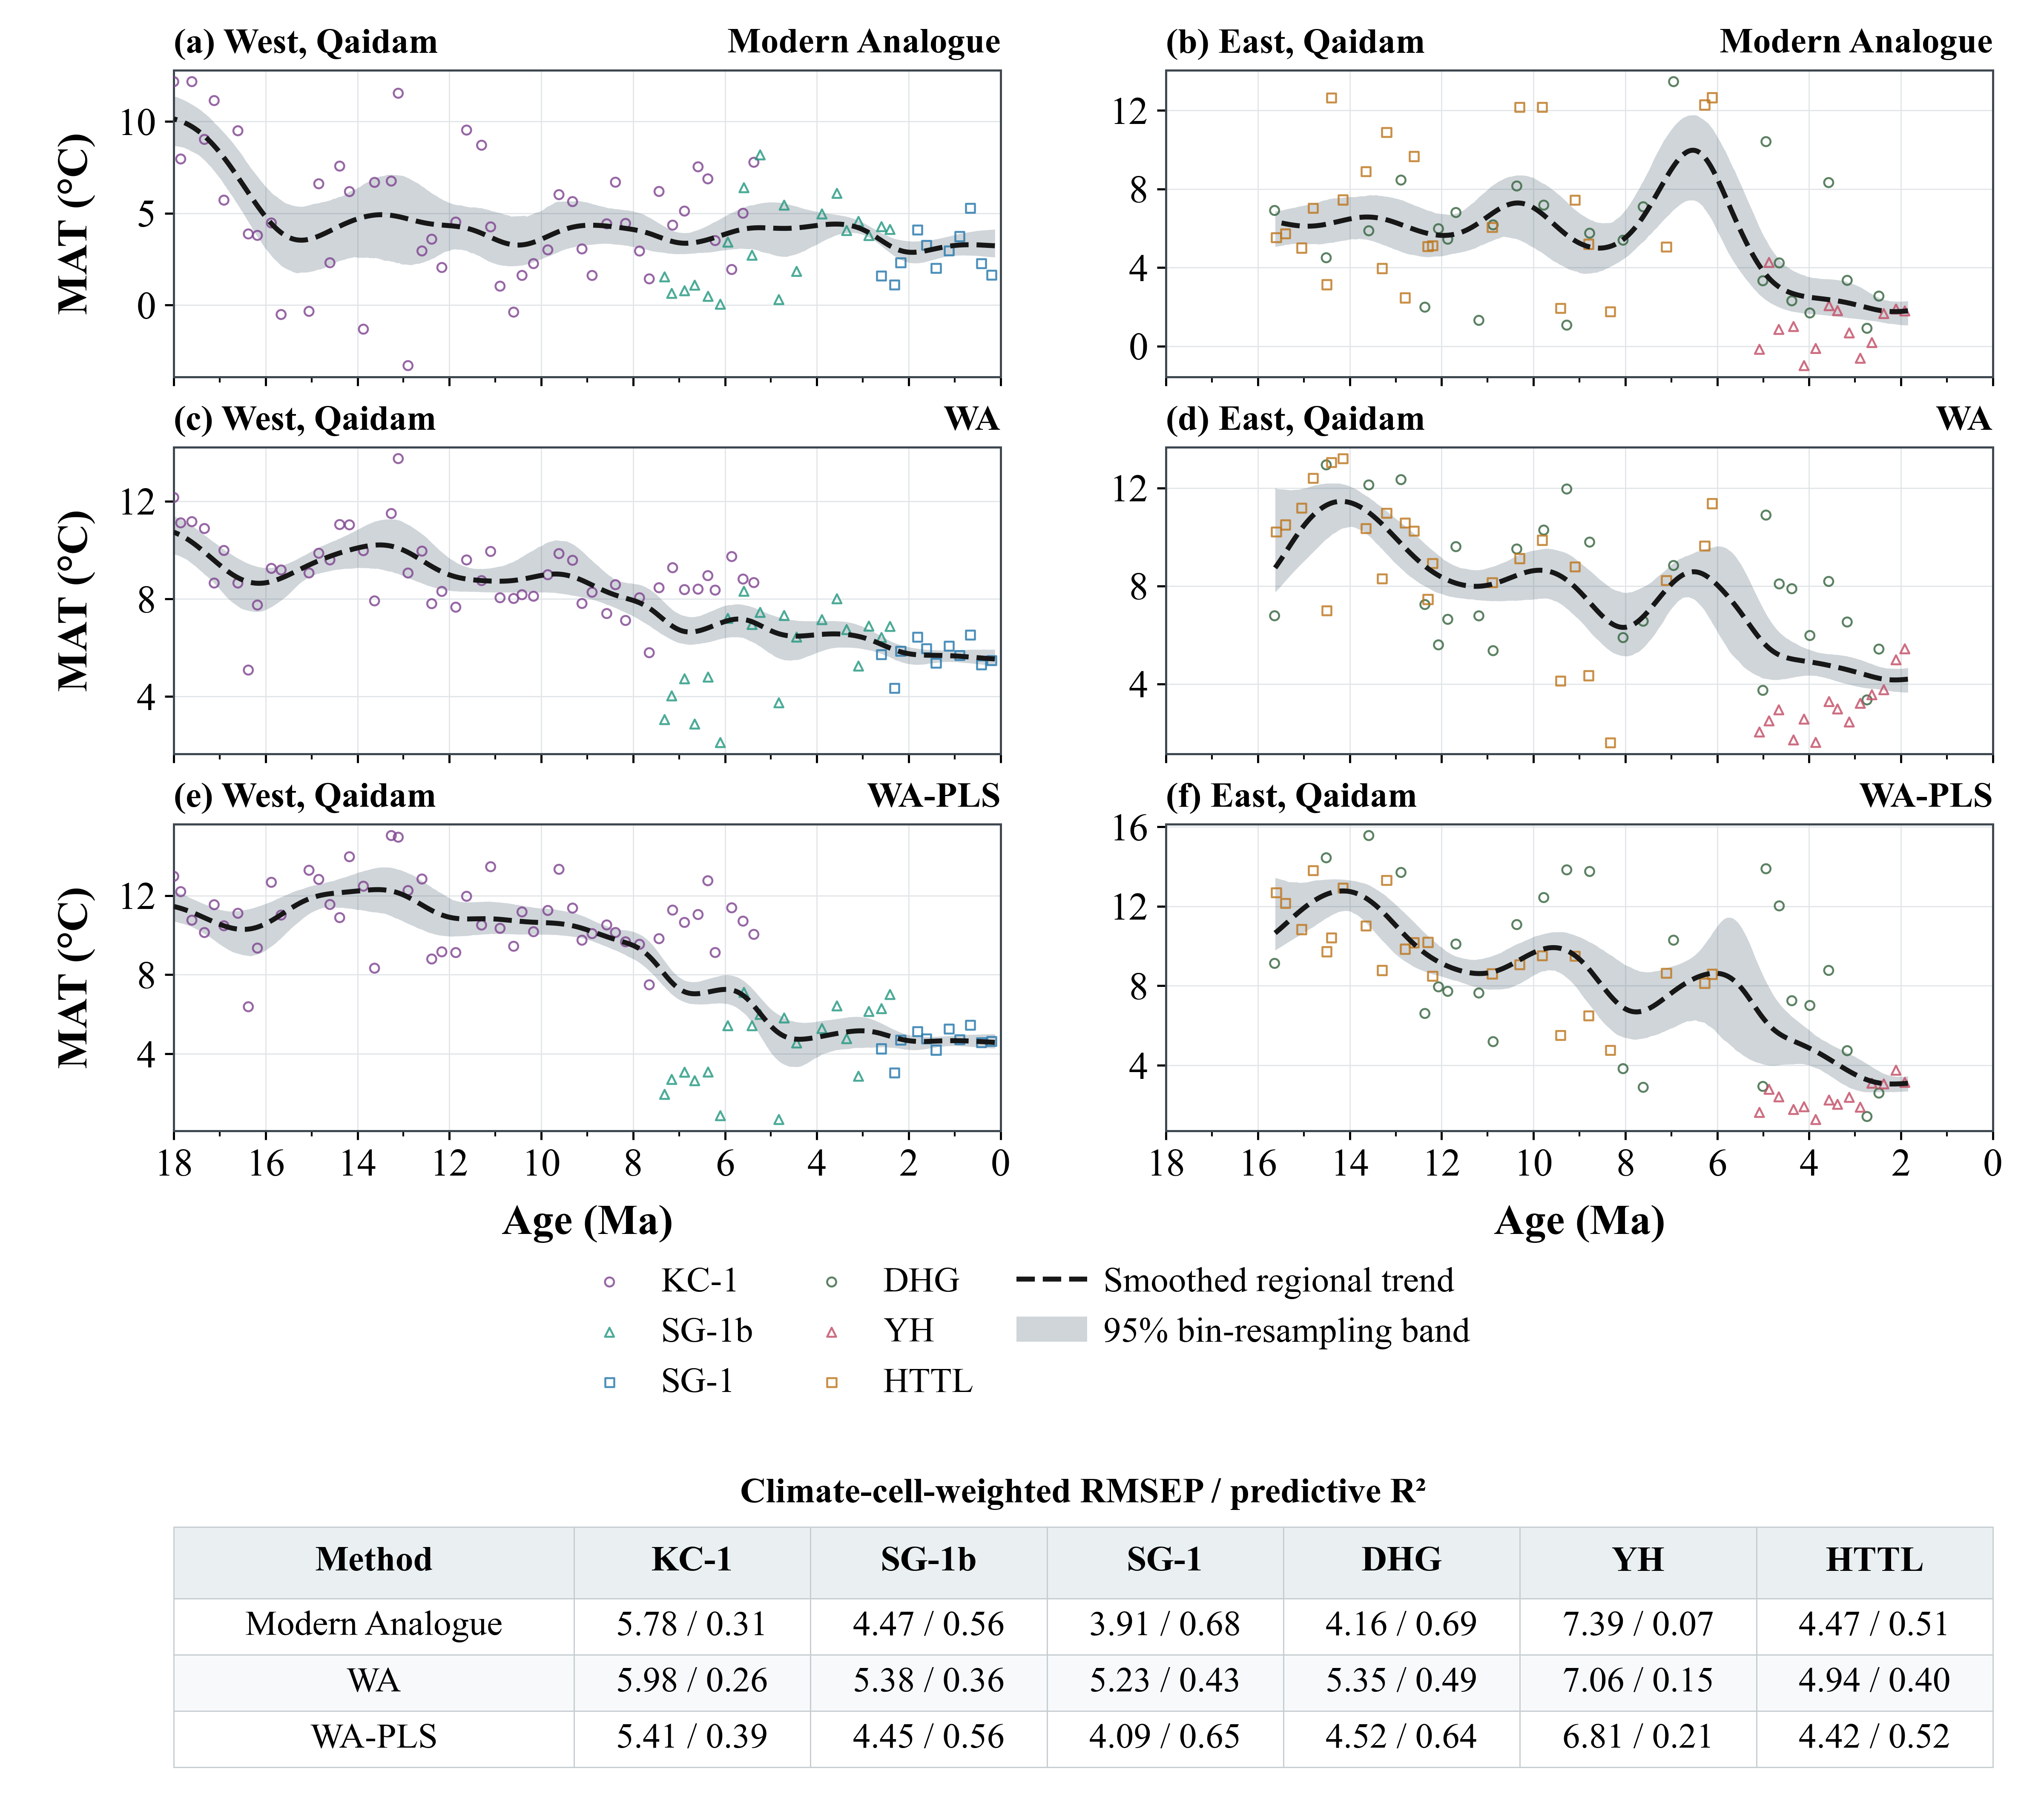 (a) West, Qaidam Modern Analogue
(b) East, Qaidam Modern Analogue
MAT (°C)
10
5
0
12
8
4
0
(c) West, Qaidam WA
(d) East, Qaidam WA
MAT (°C)
12
8
4
12
8
4
(e) West, Qaidam WA-PLS
(f) East, Qaidam WA-PLS
MAT (°C)
12
8
4
16
12
8
4
18 16 14 12 10 8 6 4 2 0
18 16 14 12 10 8 6 4 2 0
Age (Ma)
Age (Ma)
KC-1 DHG Smoothed regional trend
SG-1b YH 95% bin-resampling band
SG-1 HTTL
Climate-cell-weighted RMSEP / predictive R²
Method KC-1 SG-1b SG-1 DHG YH HTTL
Modern Analogue 5.78 / 0.31 4.47 / 0.56 3.91 / 0.68 4.16 / 0.69 7.39 / 0.07 4.47 / 0.51
WA 5.98 / 0.26 5.38 / 0.36 5.23 / 0.43 5.35 / 0.49 7.06 / 0.15 4.94 / 0.40
WA-PLS 5.41 / 0.39 4.45 / 0.56 4.09 / 0.65 4.52 / 0.64 6.81 / 0.21 4.42 / 0.52